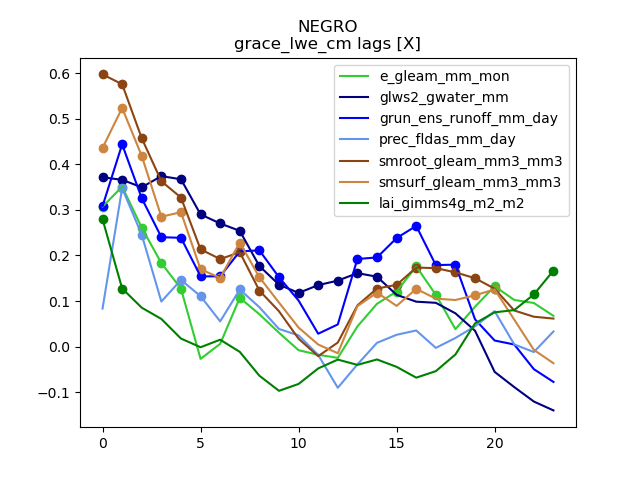 NEGRO
grace_lwe_cm lags [X]
0.6
0.5
0.4
0.3
0.2
0.1
0.0
−0.1
0 5 10 15 20
e_gleam_mm_mon
glws2_gwater_mm
grun_ens_runoff_mm_day
prec_fldas_mm_day
smroot_gleam_mm3_mm3
smsurf_gleam_mm3_mm3
lai_gimms4g_m2_m2